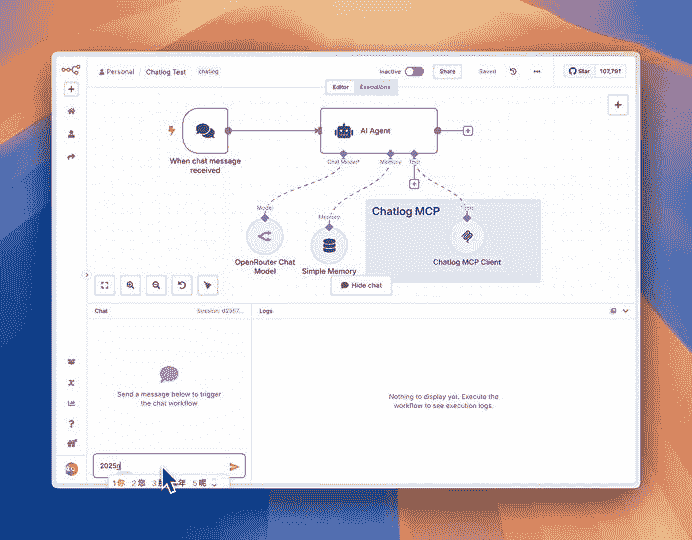 Personal / Chatlog Test chatlog
Inactive
Share
Saved
Star 107,791
Editor Executions
When chat message
received
AI Agent
Chat Model*
Memory
Tool
Model
Memory
Chatlog MCP
OpenRouter Chat
Model
Simple Memory
Chatlog MCP Client
Hide chat
Chat
Logs
Send a message below to trigger
the chat workflow
Nothing to display yet. Execute the
workflow to see execution logs.
2025n
1你 2您 年 5呢